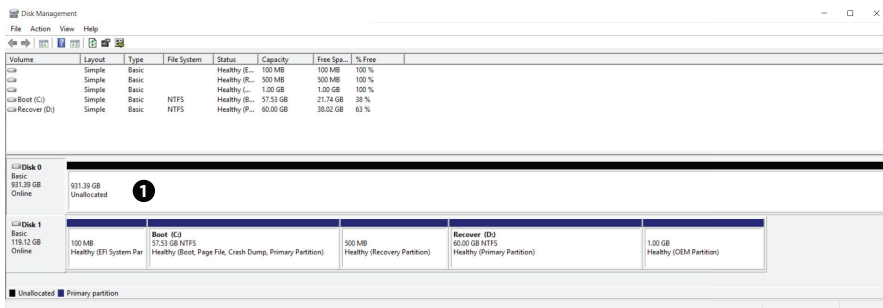 Disk Management
File Action View Help
Volume Layout Type File System Status Capacity Free Spa... % Free
Simple Basic Healthy (E... 100 MB 100 MB 100 %
Simple Basic Healthy (R... 500 MB 500 MB 100 %
Simple Basic Healthy (... 1.00 GB 1.00 GB 100 %
Boot (C:) Simple Basic NTFS Healthy (B... 57.53 GB 21.74 GB 38 %
Recover (D:) Simple Basic NTFS Healthy (P... 60.00 GB 38.02 GB 63 %
Disk 0
Basic
931.39 GB
Online
931.39 GB
Unallocated
1
Disk 1
Basic
119.12 GB
Online
100 MB
Healthy (EFI System Par
Boot (C:)
57.53 GB NTFS
Healthy (Boot, Page File, Crash Dump, Primary Partition)
500 MB
Healthy (Recovery Partition)
Recover (D:)
60.00 GB NTFS
Healthy (Primary Partition)
1.00 GB
Healthy (OEM Partition)
Unallocated Primary partition